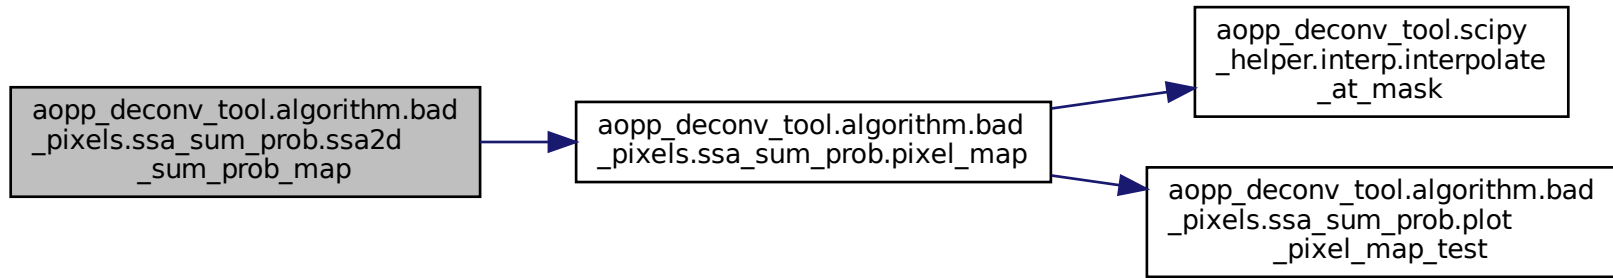 aopp_deconv_tool.algorithm.bad
_pixels.ssa_sum_prob.ssa2d
_sum_prob_map
aopp_deconv_tool.algorithm.bad
_pixels.ssa_sum_prob.pixel_map
aopp_deconv_tool.scipy
_helper.interp.interpolate
_at_mask
aopp_deconv_tool.algorithm.bad
_pixels.ssa_sum_prob.plot
_pixel_map_test